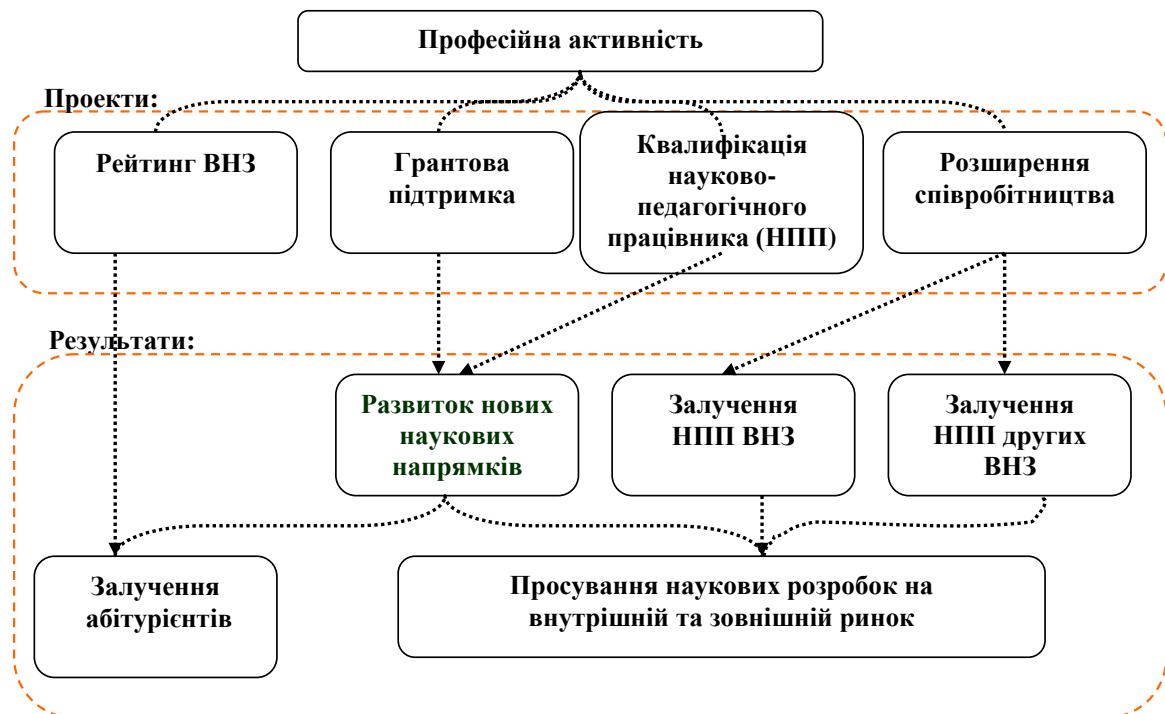 Професійна активність
Проекти:
Рейтинг ВНЗ
Грантова
підтримка
Квалифікація
науково-
педагогічного
працівника (НПП)
Розширення
співробітництва
Результати:
Развиток нових
наукових
напрямків
Залучення
НПП ВНЗ
Залучення
НПП других
ВНЗ
Залучення
абітурієнтів
Просування наукових розробок на
внутрішній та зовнішній ринок